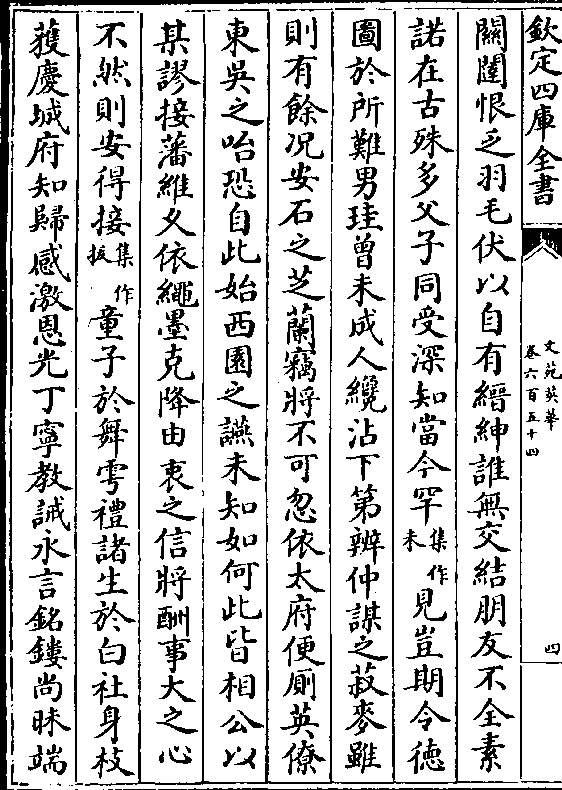 欽定四庫全書
文苑英華
卷六百五十四
四
闗闥恨乏羽毛伏以自有縉紳誰無交結朋友不全素
諾在古殊多父子同受深知當今罕集作未見豈期令徳
圖於所難男珪曾未成人纔沾下第辨仲謀之菽麥雖
則有餘况安石之芝蘭竊將不可忽依太府便厠英僚
東吳之咍恐自此始西園之讌未知如何此皆相公以
某謬接藩維乆依繩墨克降由衷之信將酬事大之心
不然則安得接集作扳童子於舞雩禮諸生於白社身枝
蒦慶城府知歸感激恩光丁寧教誡永言銘鏤尚昧端